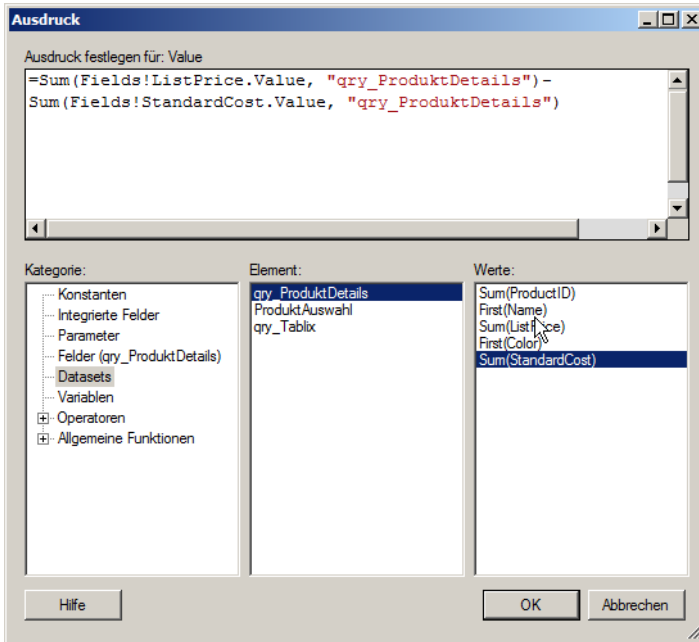 Ausdruck
Ausdruck festlegen für: Value
=Sum(Fields!ListPrice.Value, "qry_ProduktDetails")-
Sum(Fields!StandardCost.Value, "qry_ProduktDetails")
Kategorie:
Konstanten
Integrierte Felder
Parameter
Felder (qry_ProduktDetails)
Datasets
Variablen
Operatoren
Allgemeine Funktionen
Element:
qry_ProduktDetails
ProduktAuswahl
qry_Tablix
Werte:
Sum(ProductID)
First(Name)
Sum(ListPrice)
First(Color)
Sum(StandardCost)
Hilfe
OK
Abbrechen